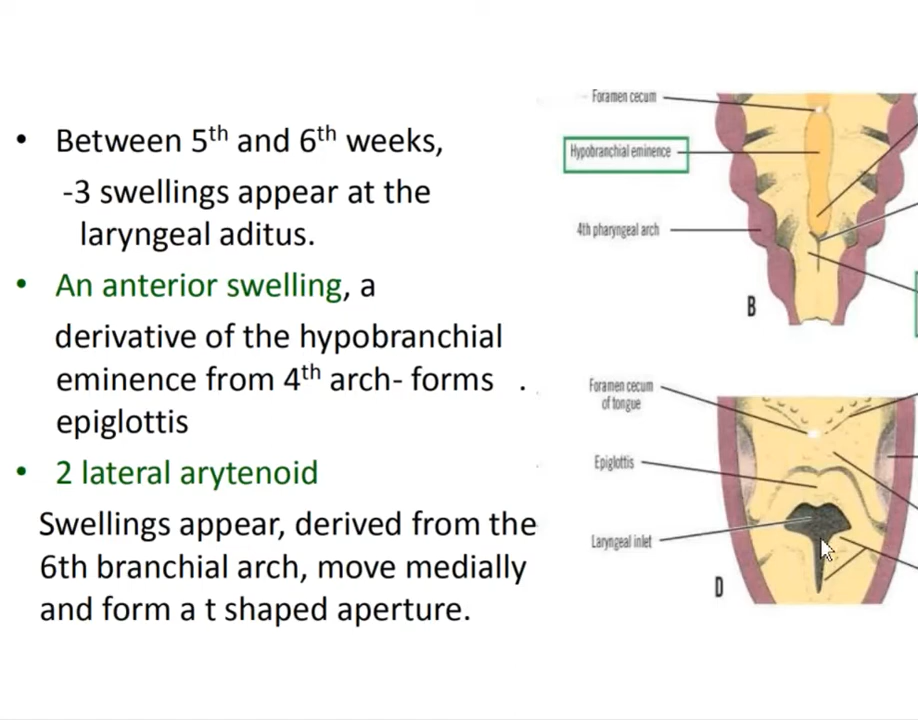 • Between 5th and 6th weeks,
-3 swellings appear at the
laryngeal aditus.
• An anterior swelling, a
derivative of the hypobranchial
eminence from 4th arch- forms .
epiglottis
• 2 lateral arytenoid
Swellings appear, derived from the
6th branchial arch, move medially
and form a t shaped aperture.
Foramen cecum
Hypobranchial eminence
4th pharyngeal arch
B
Foramen cecum
of tongue
Epiglottis
Laryngeal inlet
D